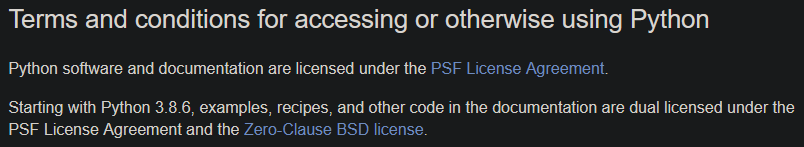 Terms and conditions for accessing or otherwise using Python
Python software and documentation are licensed under the PSF License Agreement.
Starting with Python 3.8.6, examples, recipes, and other code in the documentation are dual licensed under the
PSF License Agreement and the Zero-Clause BSD license.